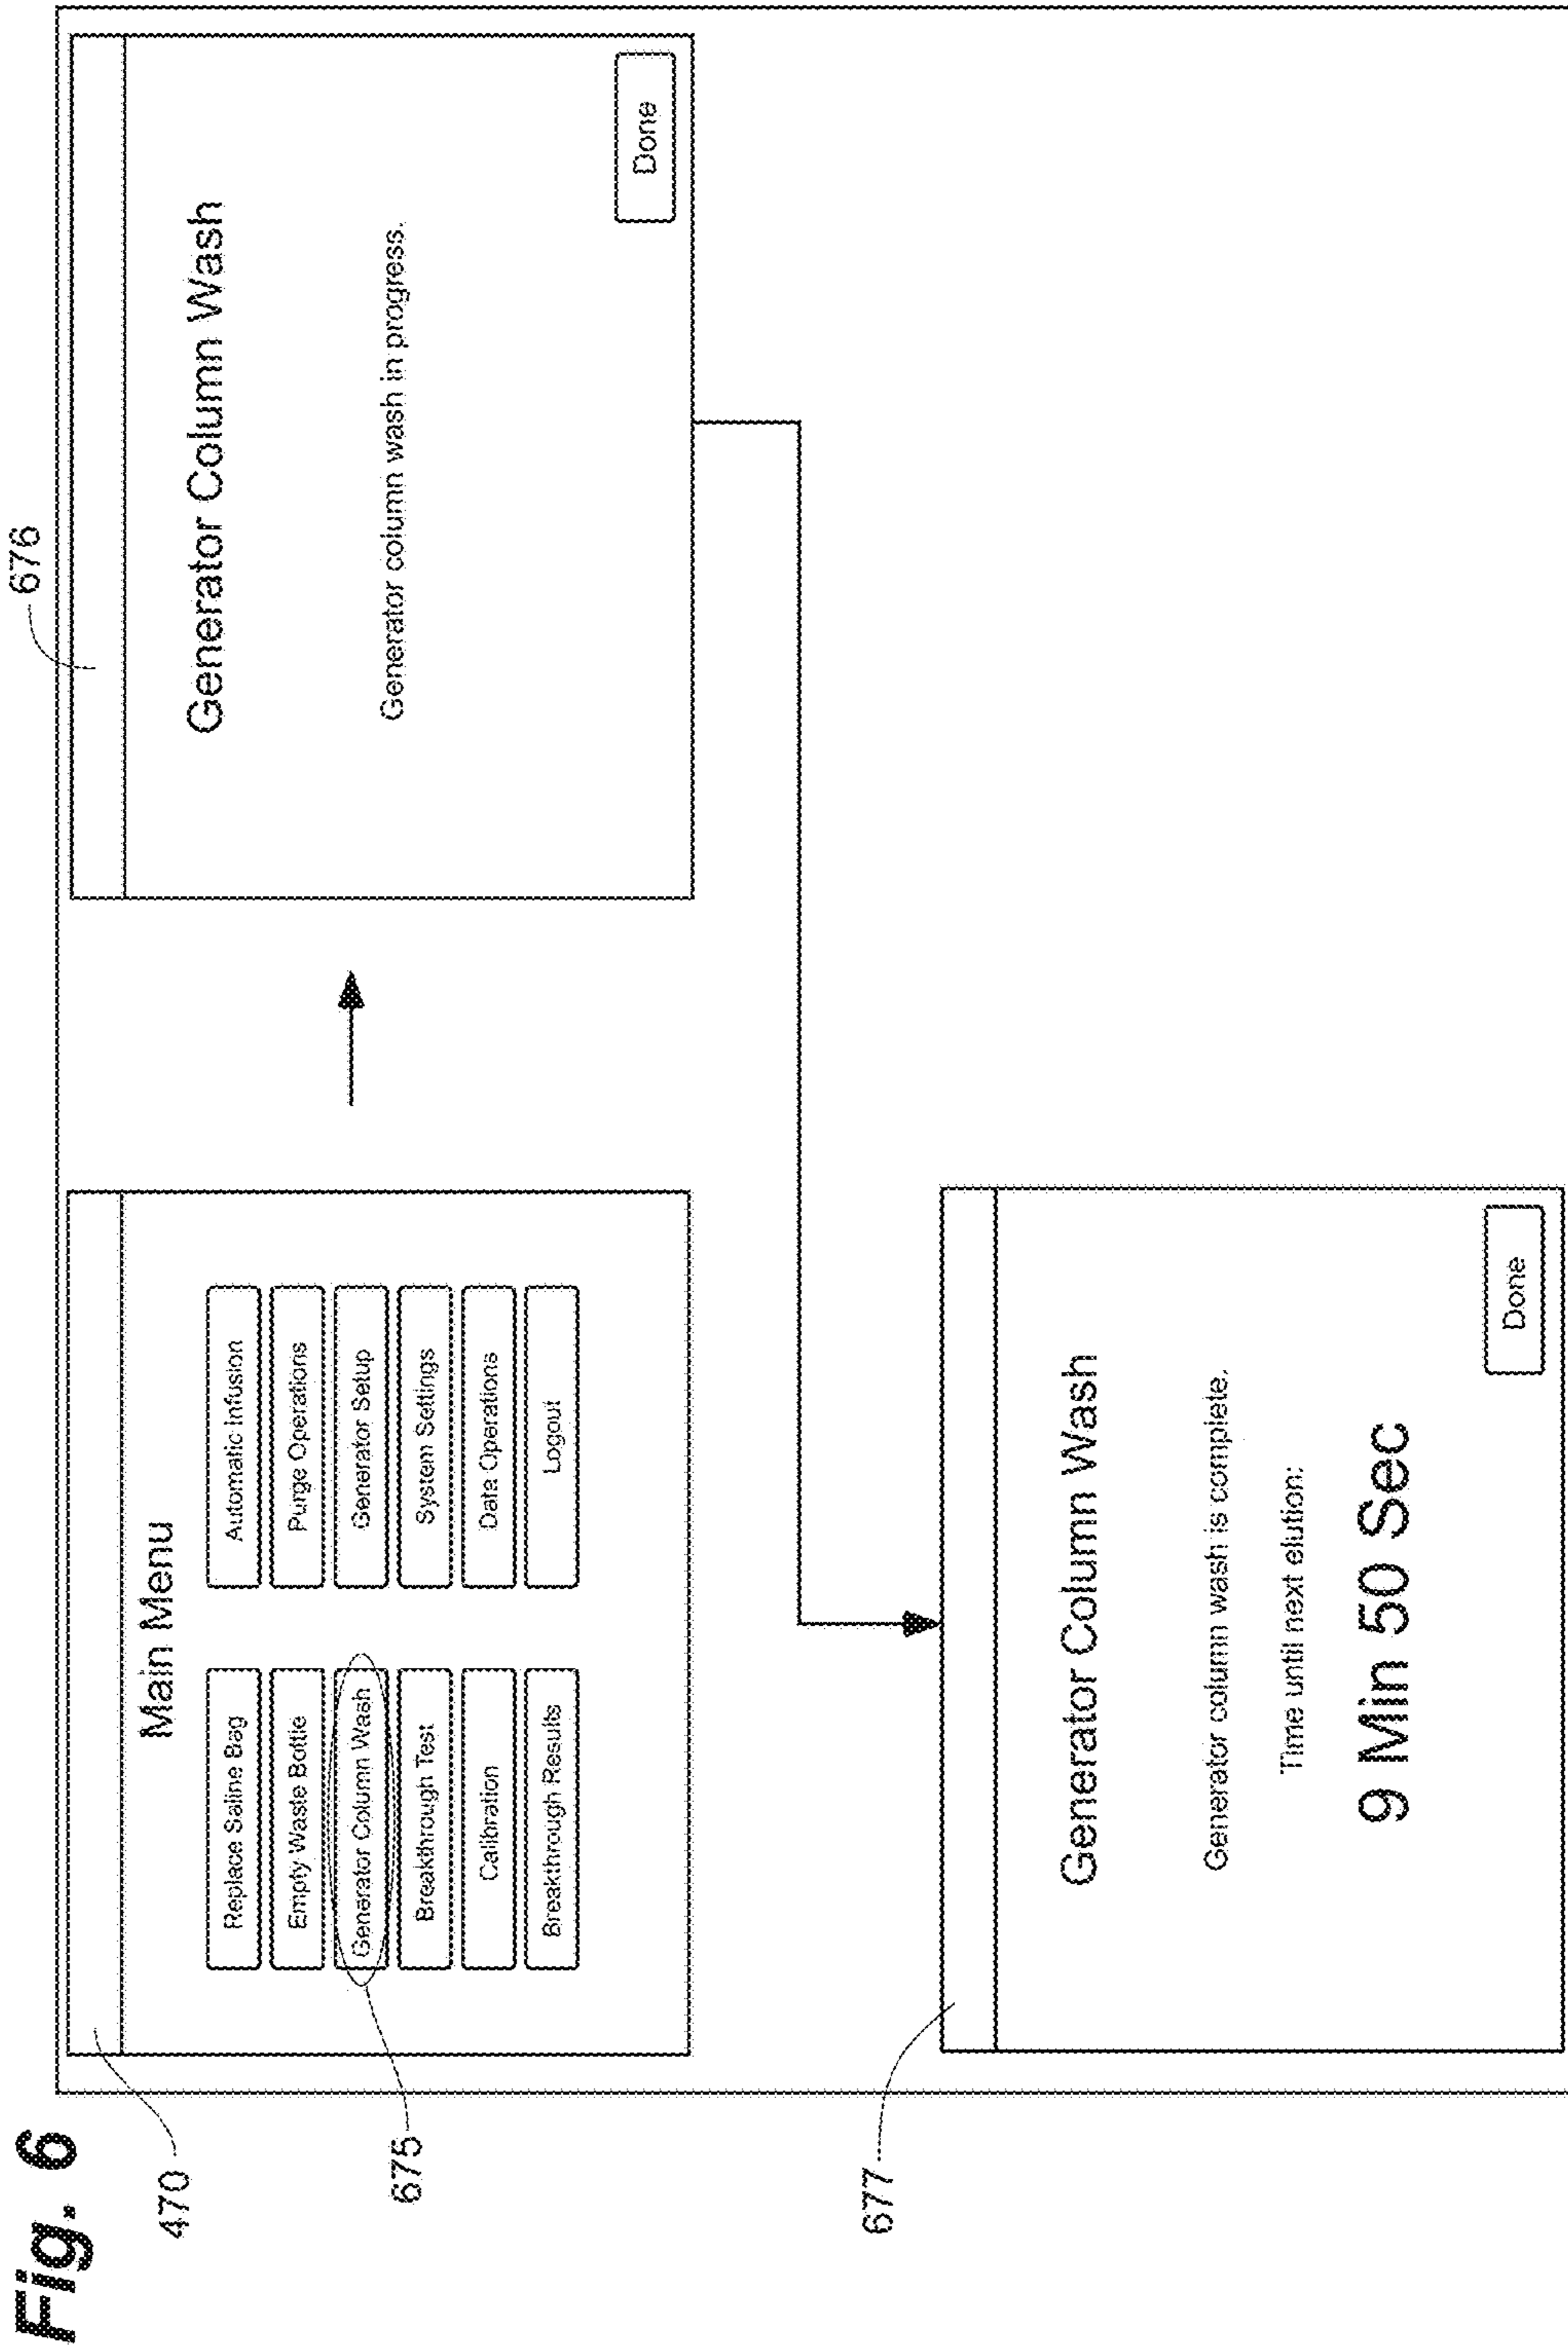 Fig. 6
470
Main Menu
Replace Saline Bag
Automatic Infusion
Empty Waste Bottle
Purge Operations
Generator Column Wash
Generator Setup
Breakthrough Test
System Settings
Calibration
Data Operations
Breakthrough Results
Logout
675
676
Generator Column Wash
Generator column wash in progress.
Done
677
Generator Column Wash
Generator column wash is complete.
Time until next elution:
9 Min 50 Sec
Done